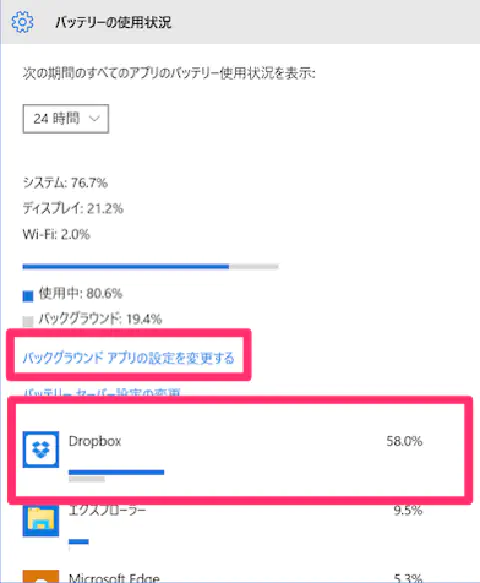 バッテリーの使用状況
次の期間のすべてのアプリのバッテリー使用状況を表示:
24 時間
システム: 76.7%
ディスプレイ: 21.2%
Wi-Fi: 2.0%
使用中: 80.6%
バックグラウンド: 19.4%
バックグラウンド アプリの設定を変更する
バッテリー セーバー設定の変更
Dropbox
58.0%
エクスプローラー
9.5%
Microsoft Edge
5.3%